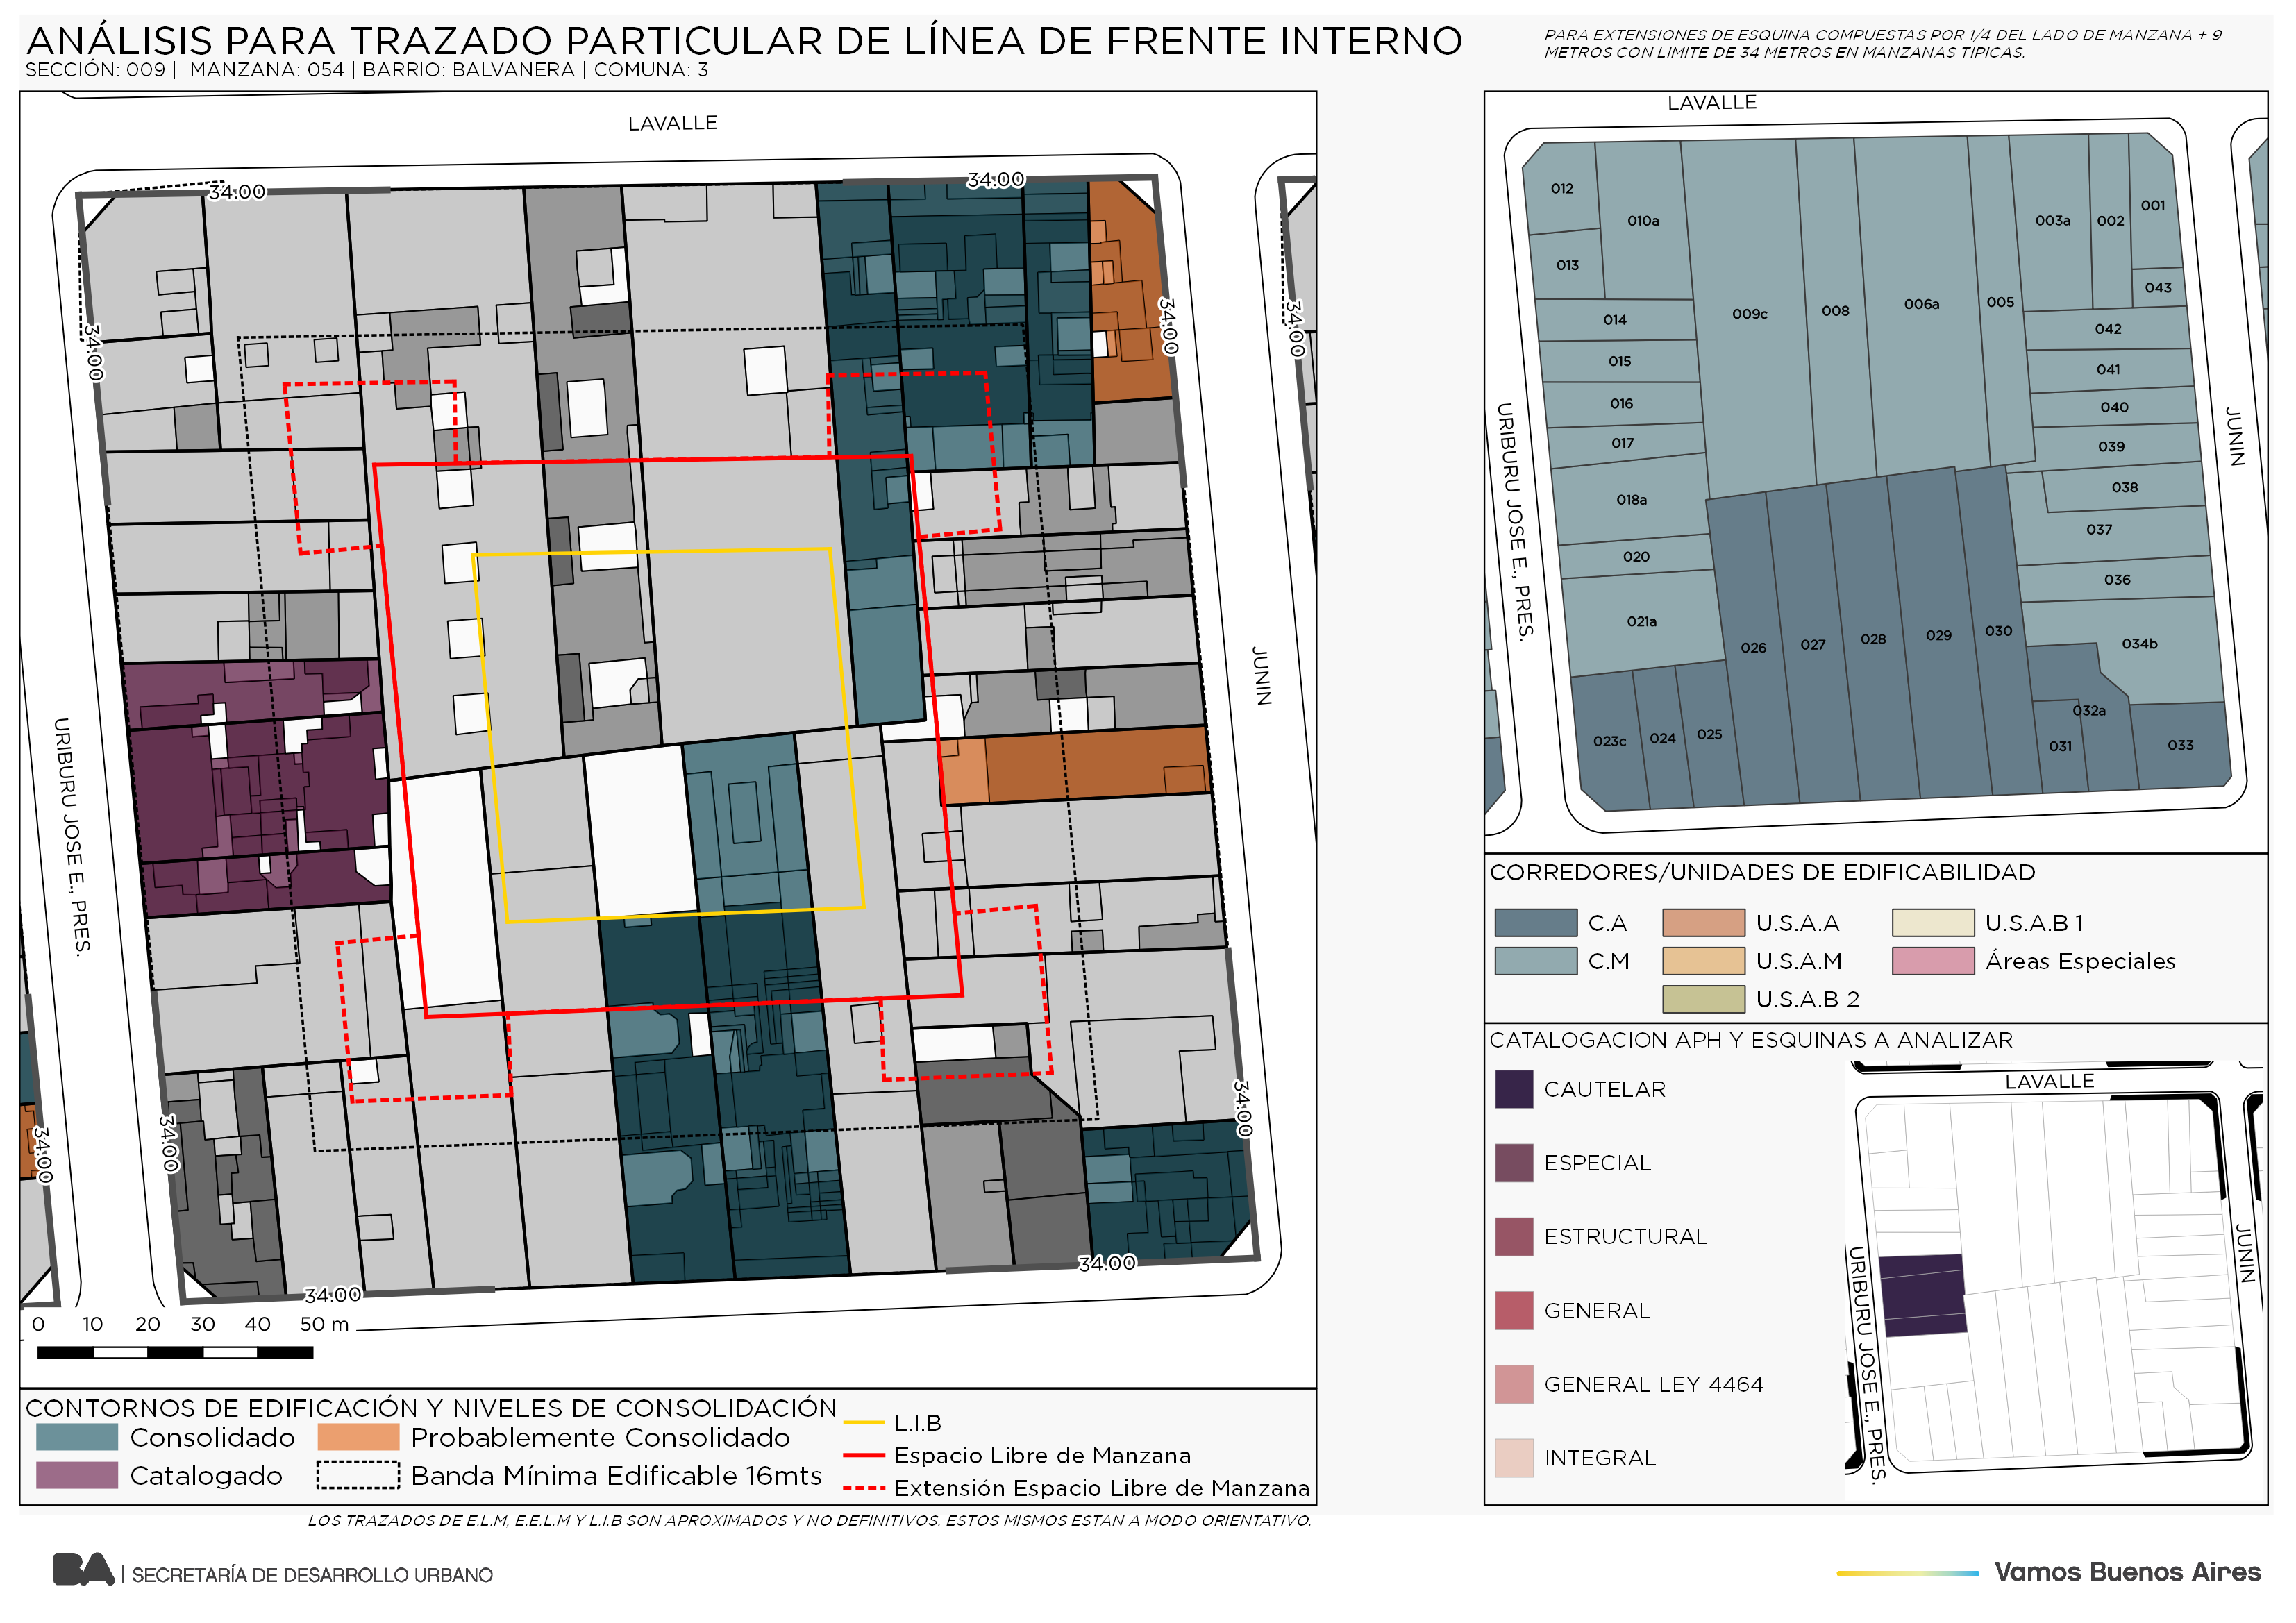 ANÁLISIS PARA TRAZADO PARTICULAR DE LÍNEA DE FRENTE INTERNO
SECCIÓN: 009 | MANZANA: 054 | BARRIO: BALVANERA | COMUNA: 3
PARA EXTENSIONES DE ESQUINA COMPUESTAS POR 1/4 DEL LADO DE MANZANA + 9
METROS CON LIMITE DE 34 METROS EN MANZANAS TIPICAS.
LAVALLE
34.00
34.00
34.00
34.00
34.00
JUNIN
URIBURU JOSE E., PRES.
34.00
34.00
34.00
34.00
34.00
0 10 20 30 40 50 m
CONTORNOS DE EDIFICACIÓN Y NIVELES DE CONSOLIDACIÓN
Consolidado
Probablemente Consolidado
Catalogado
Banda Mínima Edificable 16mts
L.I.B
Espacio Libre de Manzana
Extensión Espacio Libre de Manzana
LOS TRAZADOS DE E.L.M, E.E.L.M Y L.I.B SON APROXIMADOS Y NO DEFINITIVOS. ESTOS MISMOS ESTAN A MODO ORIENTATIVO.
LAVALLE
012
010a
003a
002
001
013
043
009c
008
006a
005
014
042
015
041
016
040
017
039
018a
038
037
020
036
021a
026
027
028
029
030
034b
023c
024
025
032a
031
033
URIBURU JOSE E., PRES.
JUNIN
CORREDORES/UNIDADES DE EDIFICABILIDAD
C.A
U.S.A.A
U.S.A.B 1
C.M
U.S.A.M
Áreas Especiales
U.S.A.B 2
CATALOGACION APH Y ESQUINAS A ANALIZAR
CAUTELAR
ESPECIAL
ESTRUCTURAL
GENERAL
GENERAL LEY 4464
INTEGRAL
LAVALLE
JUNIN
URIBURU JOSE E., PRES.
BA | SECRETARÍA DE DESARROLLO URBANO
Vamos Buenos Aires